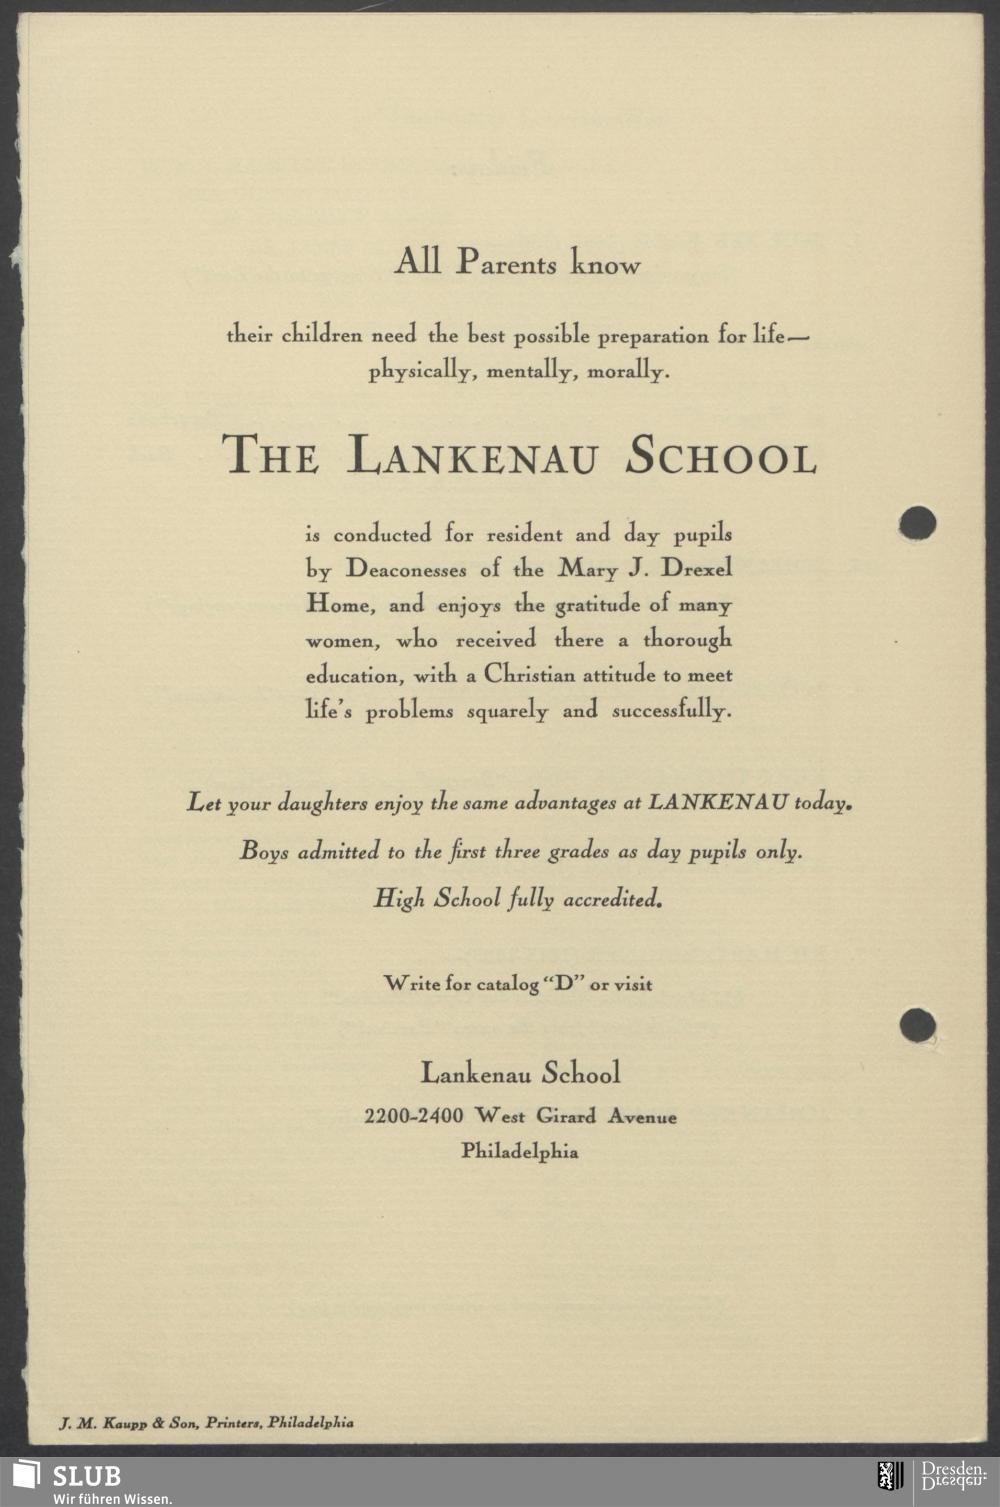 All Parents know
their children need the best possible preparation for life—
physically, mentally, morally.
THE LANKENAU SCHOOL
is conducted for resident and day pupils
by Deaconesses of the Mary J. Drexel
Home, and enjoys the gratitude of many
women, who received there a thorough
education, with a Christian attitude to meet
life's problems squarely and successfully.
Let your daughters enjoy the same advantages at LANKENAU today.
Boys admitted to the first three grades as day pupils only.
High School fully accredited.
Write for catalog "D" or visit
Lankenau School
2200-2400 West Girard Avenue
Philadelphia
J. M. Kaupp & Son, Printers, Philadelphia
SLUB
Wir führen Wissen.
Dresden.
Dresden.